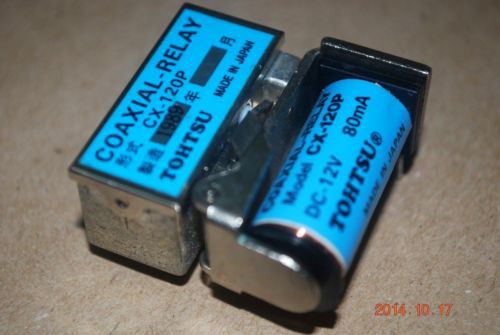 COAXIAL-RELAY
形式 CX-120P
製造 1989 年 月
TOHTSU MADE IN JAPAN
COAXIAL-RELAY
Model CX-120P
DC-12V 80mA
TOHTSU®
MADE IN JAPAN
2014.10.17